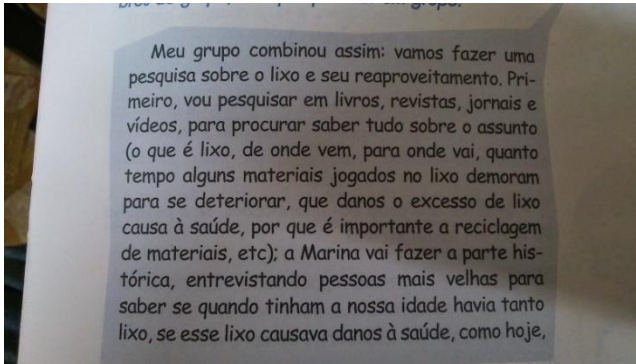 Meu grupo combinou assim: vamos fazer uma
pesquisa sobre o lixo e seu reaproveitamento. Pri-
meiro, vou pesquisar em livros, revistas, jornais e
vídeos, para procurar saber tudo sobre o assunto
(o que é lixo, de onde vem, para onde vai, quanto
tempo alguns materiais jogados no lixo demoram
para se deteriorar, que danos o excesso de lixo
causa à saúde, por que é importante a reciclagem
de materiais, etc); a Marina vai fazer a parte his-
tórica, entrevistando pessoas mais velhas para
saber se quando tinham a nossa idade havia tanto
lixo, se esse lixo causava danos à saúde, como hoje,